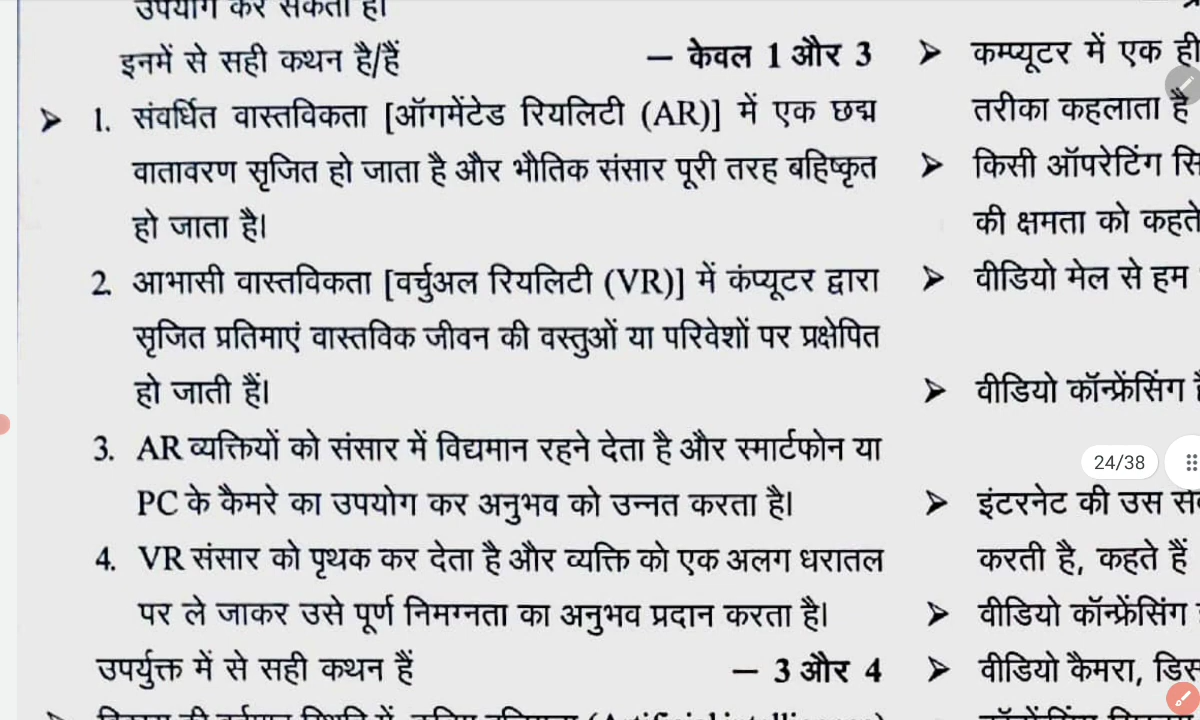 उपयोग कर सकता है।
इनमें से सही कथन है/हैं — केवल 1 और 3
➤ 1. संवर्धित वास्तविकता [ऑगमेंटेड रियलिटी (AR)] में एक छद्म
वातावरण सृजित हो जाता है और भौतिक संसार पूरी तरह बहिष्कृत
हो जाता है।
2. आभासी वास्तविकता [वर्चुअल रियलिटी (VR)] में कंप्यूटर द्वारा
सृजित प्रतिमाएं वास्तविक जीवन की वस्तुओं या परिवेशों पर प्रक्षेपित
हो जाती हैं।
3. AR व्यक्तियों को संसार में विद्यमान रहने देता है और स्मार्टफोन या
PC के कैमरे का उपयोग कर अनुभव को उन्नत करता है।
4. VR संसार को पृथक कर देता है और व्यक्ति को एक अलग धरातल
पर ले जाकर उसे पूर्ण निमग्नता का अनुभव प्रदान करता है।
उपर्युक्त में से सही कथन हैं — 3 और 4
(Artificial intelligence)
➤ कम्प्यूटर में एक ही
तरीका कहलाता है
➤ किसी ऑपरेटिंग सि
की क्षमता को कहते
➤ वीडियो मेल से हम
➤ वीडियो कॉन्फ्रेंसिंग
24/38
➤ इंटरनेट की उस
करती है, कहते हैं
➤ वीडियो कॉन्फ्रेंसिंग
➤ वीडियो कैमरा, डिस